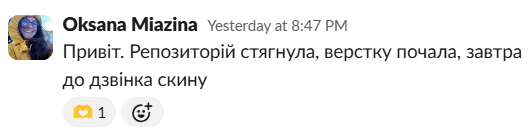 Oksana Miazina Yesterday at 8:47 PM
Привіт. Репозиторій стягнула, верстку почала, завтра
до дзвінка скину
1